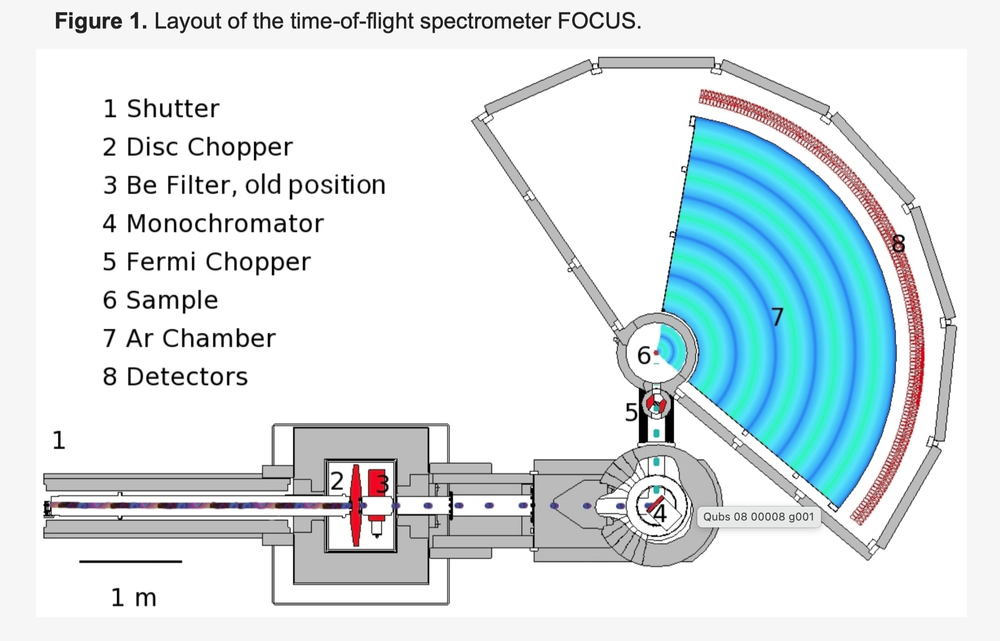 Figure 1. Layout of the time-of-flight spectrometer FOCUS.
1 Shutter
2 Disc Chopper
3 Be Filter, old position
4 Monochromator
5 Fermi Chopper
6 Sample
7 Ar Chamber
8 Detectors
8
7
6
5
1
2
3
4
Qubs 08 00008 g001
1 m